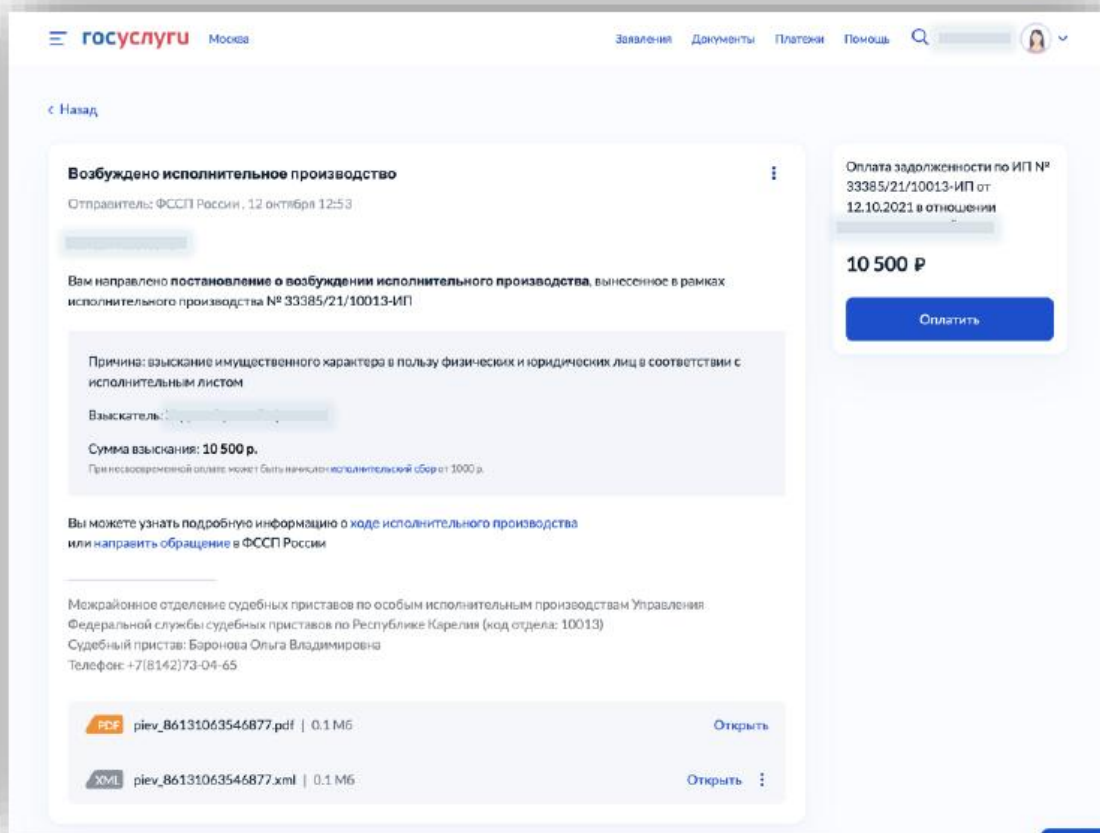 госуслуги Москва Заявления Документы Платежи Помощь
Назад
Возбуждено исполнительное производство
Отправитель: ФССП России, 12 октября 12:53
Вам направлено постановление о возбуждении исполнительного производства, вынесенное в рамках
исполнительного производства № 33385/21/10013-ИП
Причина: взыскание имущественного характера в пользу физических и юридических лиц в соответствии с
исполнительным листом
Взыскатель:
Сумма взыскания: 10 500 р.
При несвоевременной оплате может быть начислен исполнительский сбор от 1000 р.
Вы можете узнать подробную информацию о ходе исполнительного производства
или направить обращение в ФССП России
Межрайонное отделение судебных приставов по особым исполнительным производствам Управления
Федеральной службы судебных приставов по Республике Карелия (код отдела: 10013)
Судебный пристав: Баронова Ольга Владимировна
Телефон: +7(8142)73-04-65
PDF piev_86131063546877.pdf | 0.1 Мб Открыть
XML piev_86131063546877.xml | 0.1 Мб Открыть
Оплата задолженности по ИП №
33385/21/10013-ИП от
12.10.2021 в отношении
10 500 ₽
Оплатить